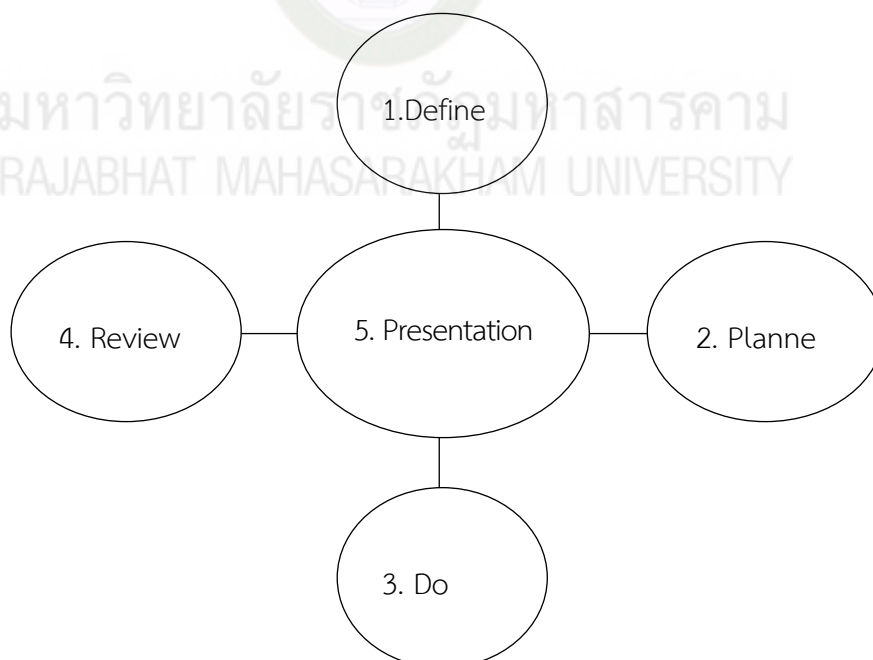 1.Define
มหาวิทยาลัยราชภัฏมหาสารคาม
RAJABHAT MAHASARAKHAM UNIVERSITY
4. Review
5. Presentation
2. Planne
3. Do